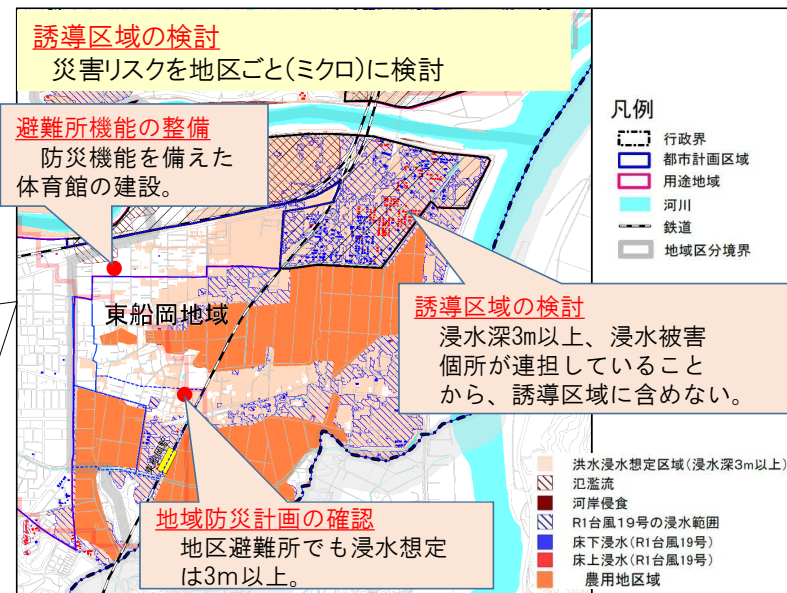 誘導区域の検討
災害リスクを地区ごと(ミクロ)に検討
避難所機能の整備
防災機能を備えた
体育館の建設。
凡例
行政界
都市計画区域
用途地域
河川
鉄道
地域区分境界
東船岡地域
誘導区域の検討
浸水深3m以上、浸水被害
個所が連担していること
から、誘導区域に含めない。
東船岡駅
地域防災計画の確認
地区避難所でも浸水想定
は3m以上。
洪水浸水想定区域(浸水深3m以上)
氾濫流
河岸侵食
R1台風19号の浸水範囲
床下浸水(R1台風19号)
床上浸水(R1台風19号)
農用地区域